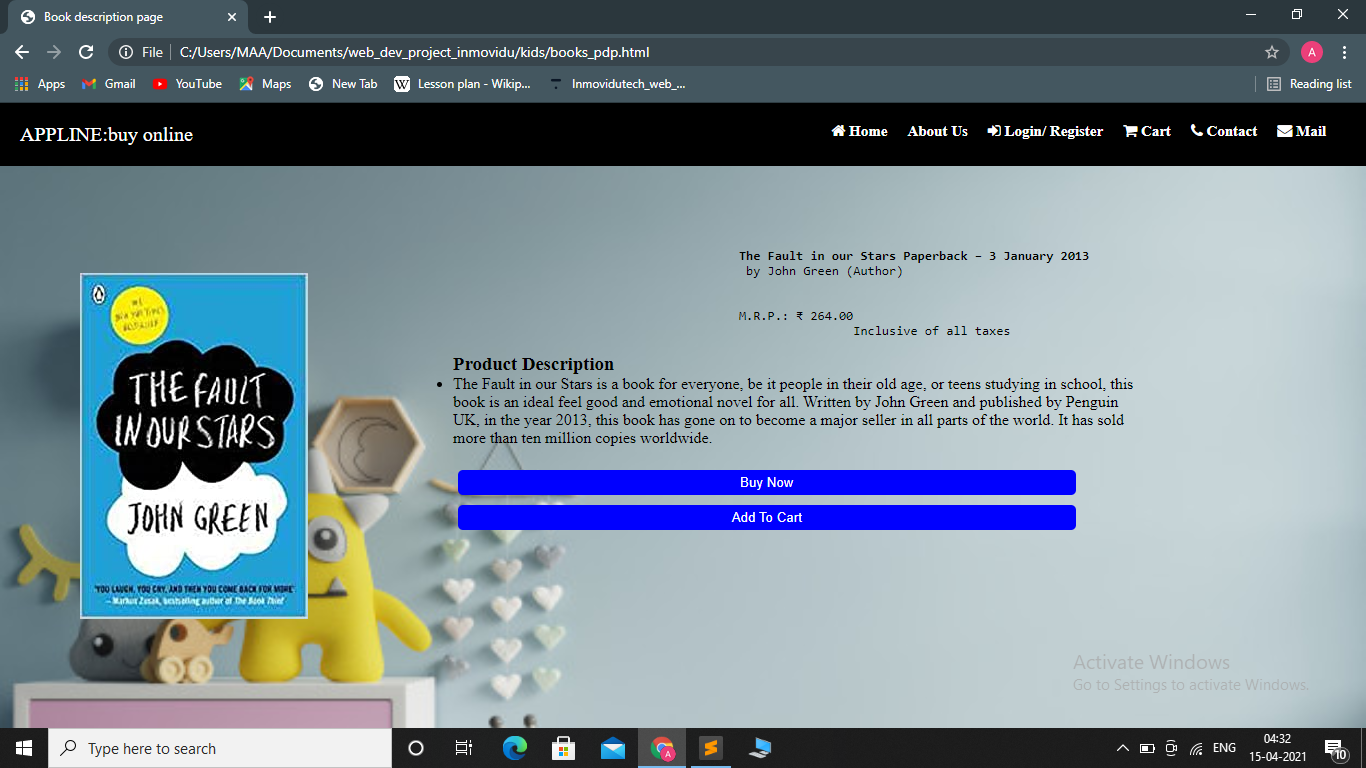 Book description page
File
C:/Users/MAA/Documents/web_dev_project_inmovidu/kids/books_pdp.html
A
Apps
Gmail
YouTube
Maps
New Tab
W
Lesson plan - Wikip...
Inmovidutech_web_...
Reading list
APPLINE:buy online
Home
About Us
Login/ Register
Cart
Contact
Mail
The Fault in our Stars Paperback – 3 January 2013
by John Green (Author)
M.R.P.: ₹ 264.00
Inclusive of all taxes
THE FAULT
IN OUR STARS
JOHN GREEN
'YOU LAUGH, YOU CRY, AND THEN YOU COME BACK FOR MORE'
– Markus Zusak, bestselling author of The Book Thief
Product Description
• The Fault in our Stars is a book for everyone, be it people in their old age, or teens studying in school, this
book is an ideal feel good and emotional novel for all. Written by John Green and published by Penguin
UK, in the year 2013, this book has gone on to become a major seller in all parts of the world. It has sold
more than ten million copies worldwide.
Buy Now
Add To Cart
Activate Windows
Go to Settings to activate Windows.
Type here to search
A
ENG
04:32
15-04-2021
10